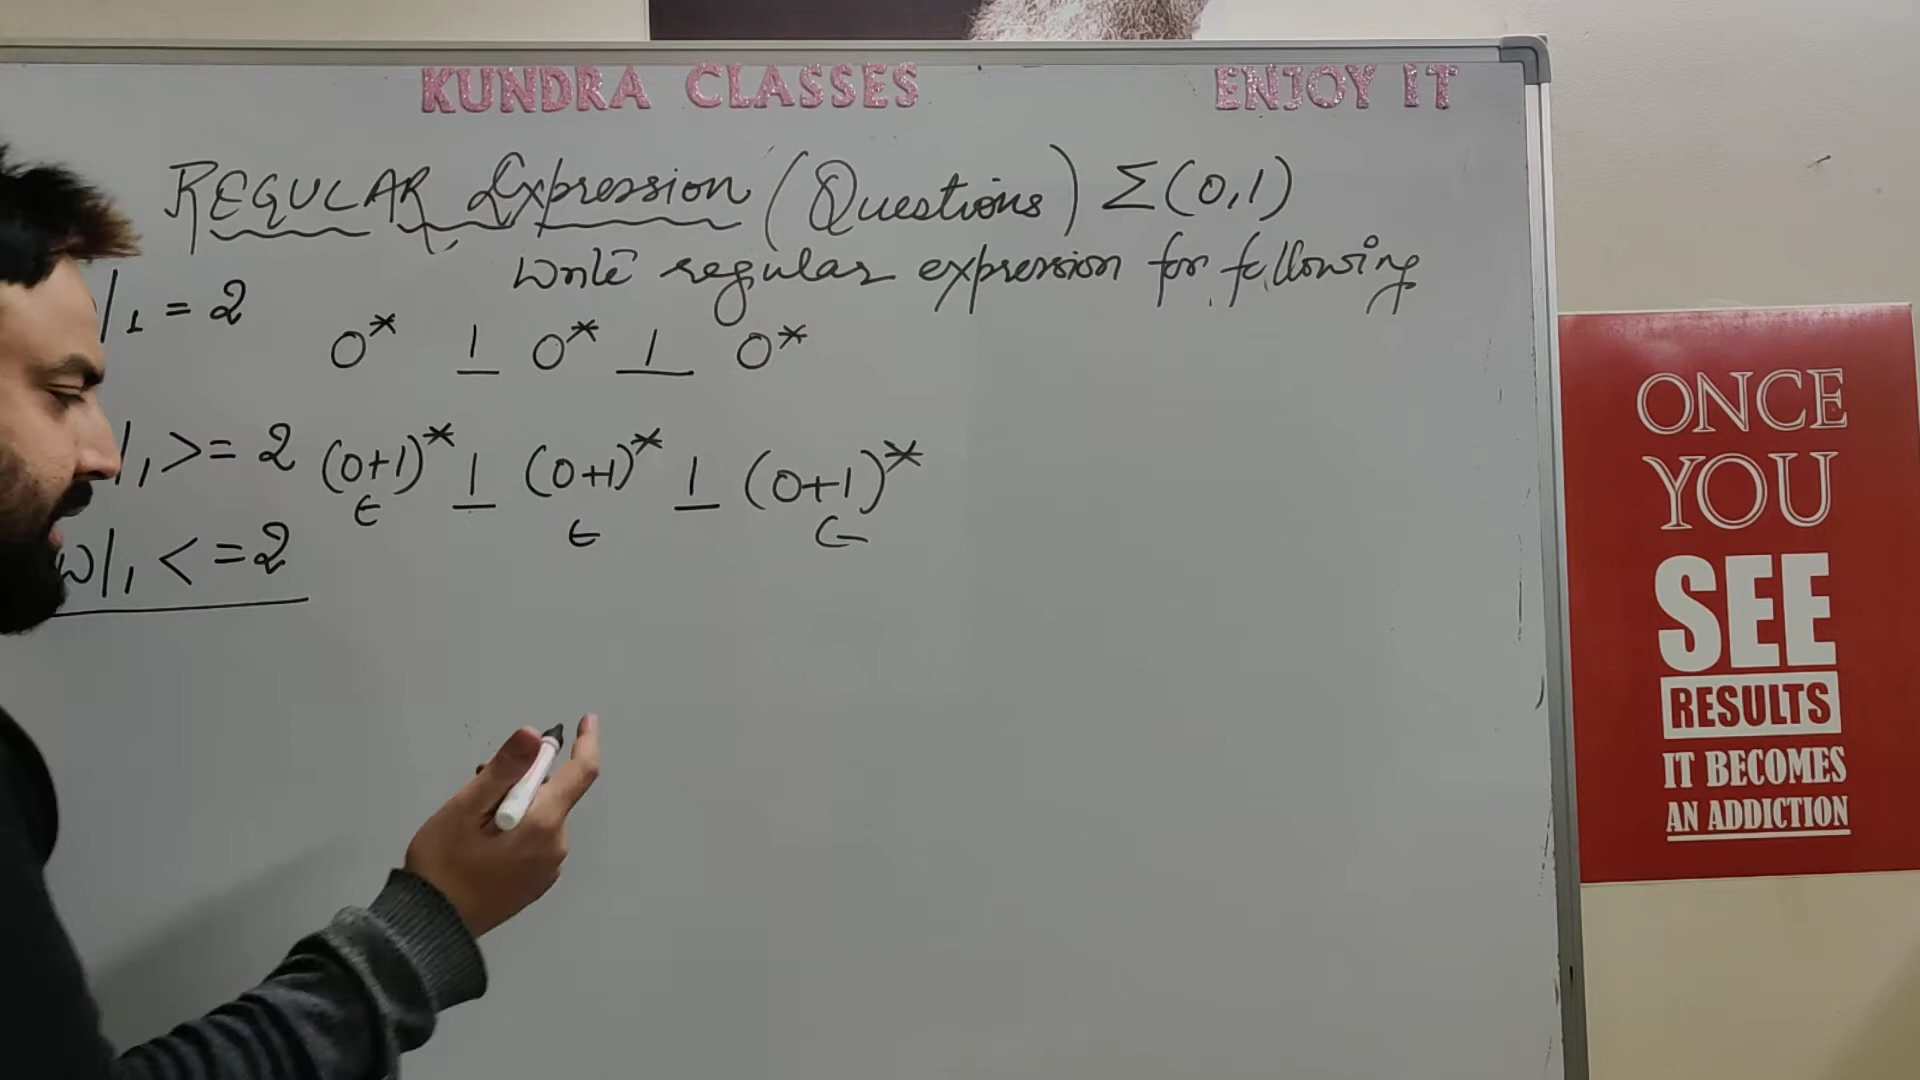 KUNDRA CLASSES ENJOY IT
REGULAR Expression (Questions) Σ(0,1)
Write regular expression for following
|₁ = 2 0* 1 0* 1 0*
|₁ >= 2 (0+1)* 1 (0+1)* 1 (0+1)*
ϵ ϵ ϵ
w|₁ <= 2
ONCE
YOU
SEE
RESULTS
IT BECOMES
AN ADDICTION